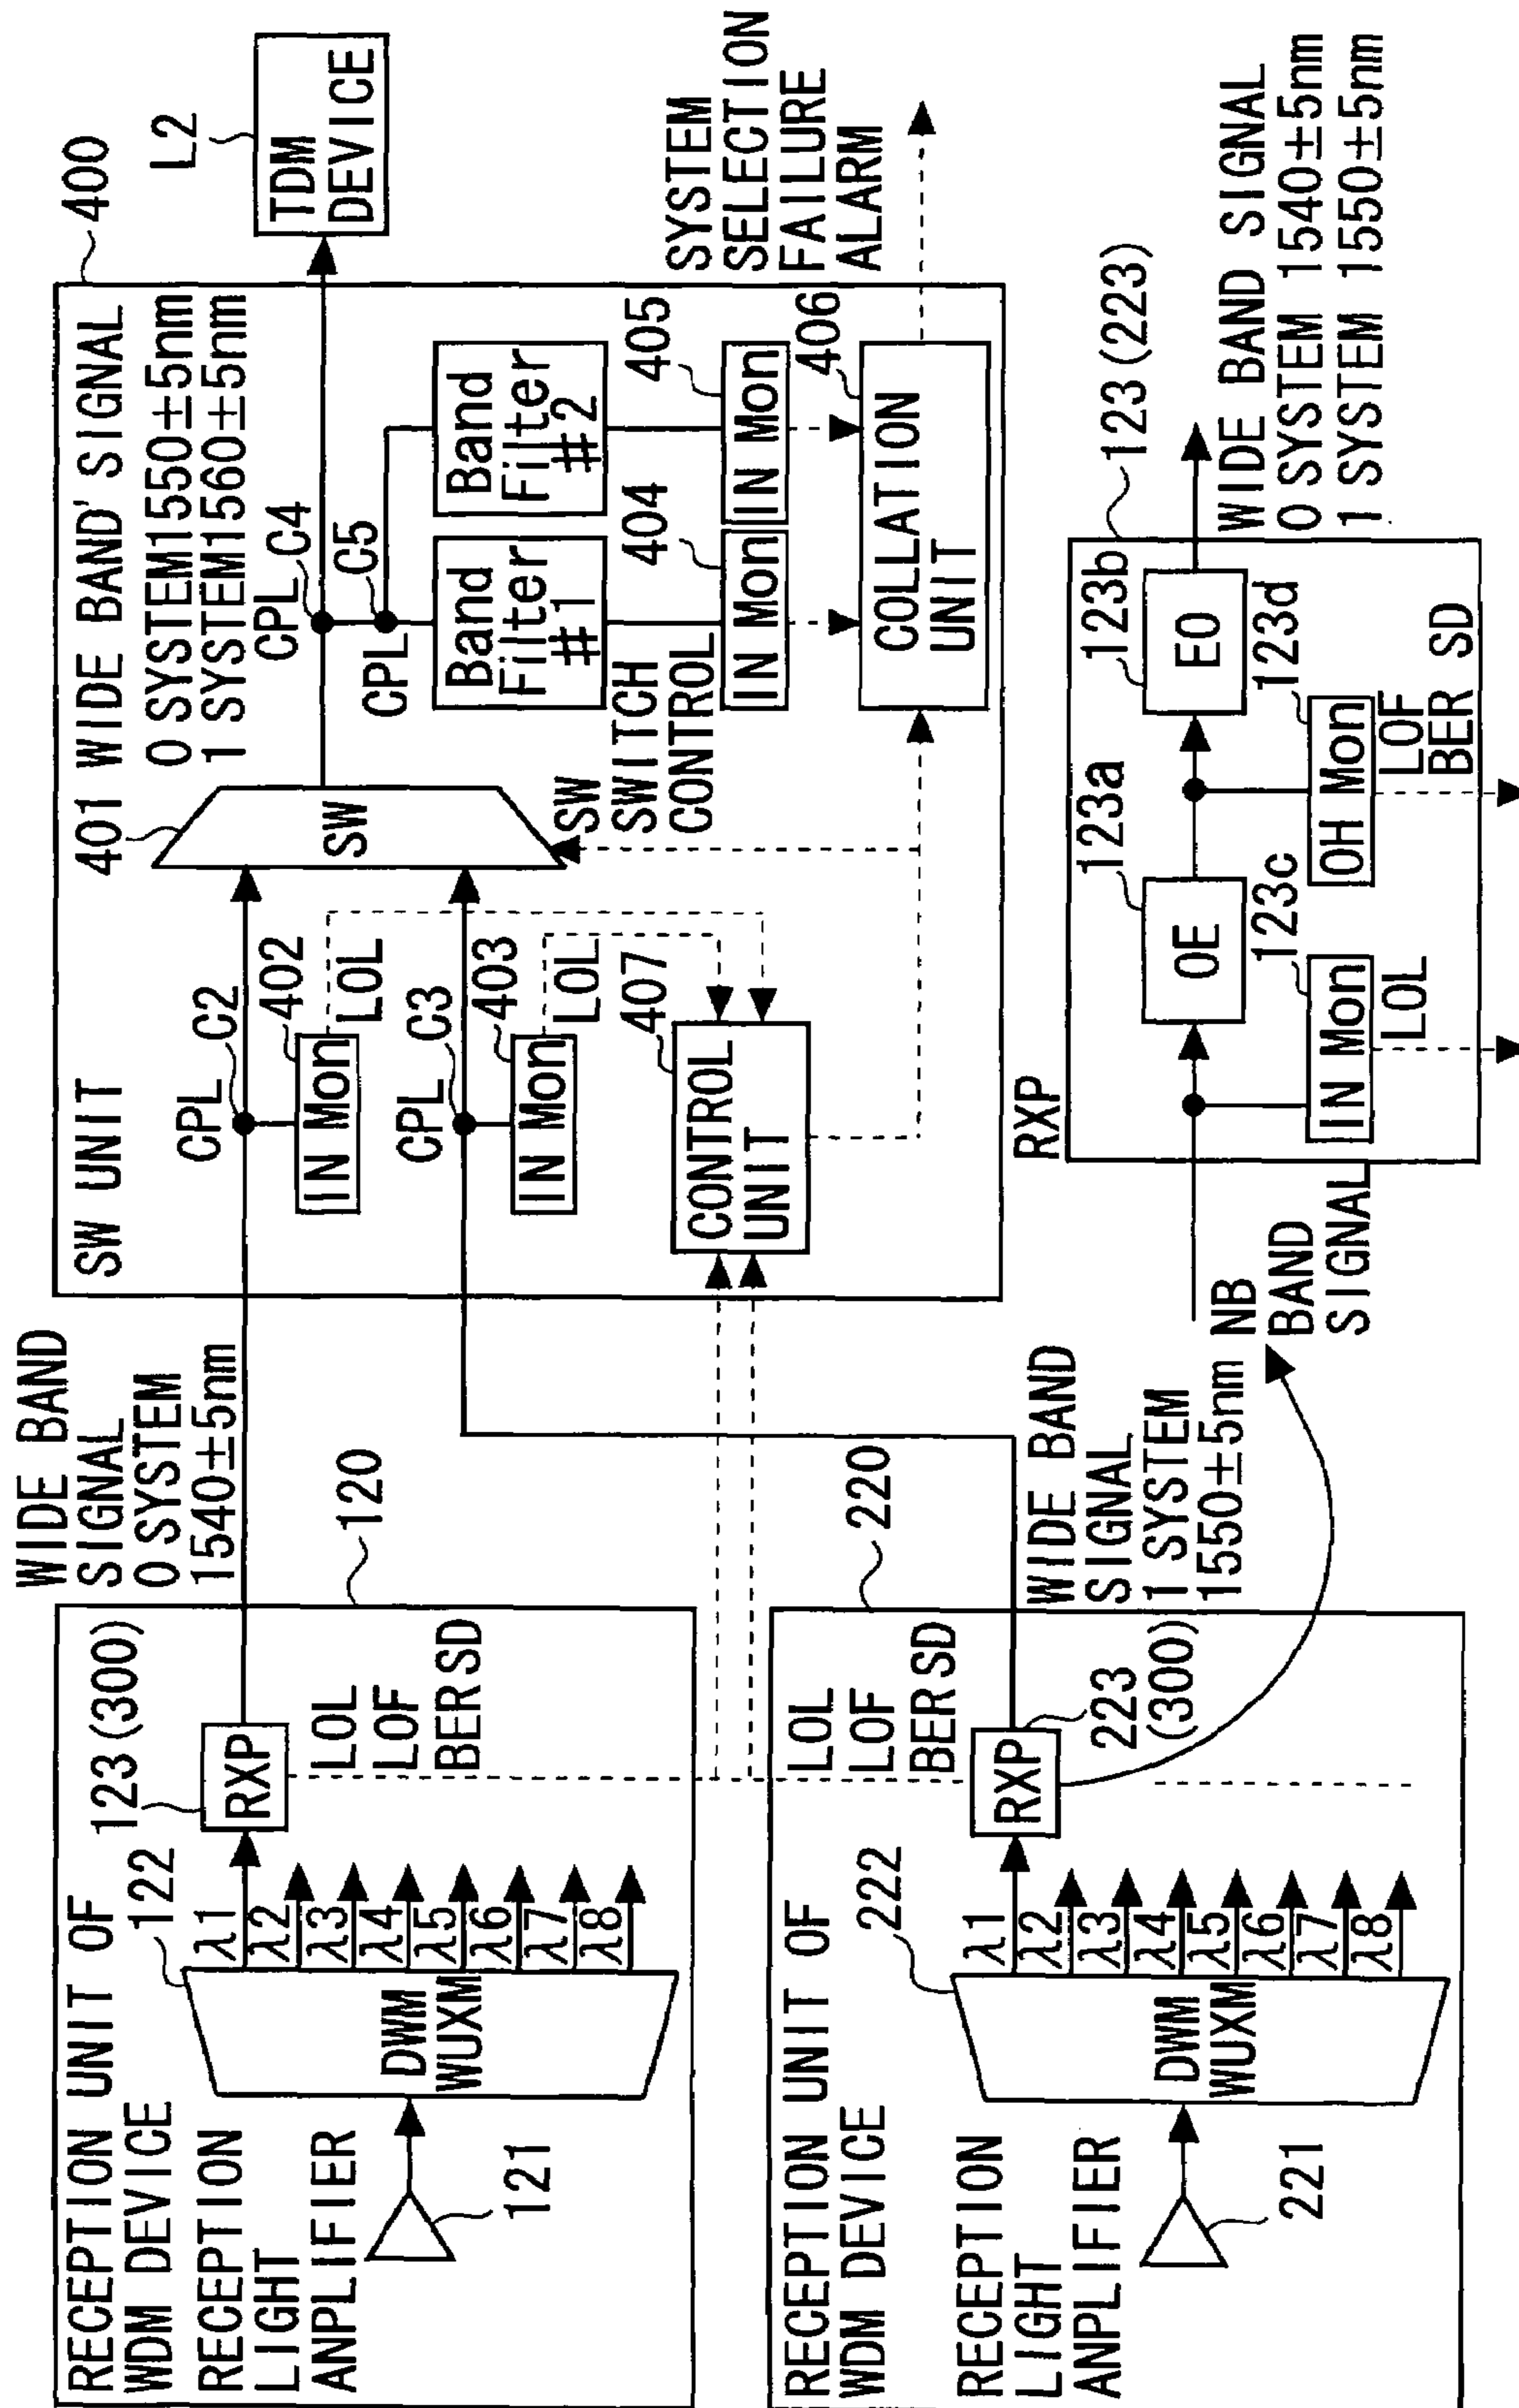 RECEPTION UNIT OF
WDM DEVICE
RECEPTION
LIGHT
ANPLIFIER
121
122
DWM
WUXM
λ1
λ2
λ3
λ4
λ5
λ6
λ7
λ8
123(300)
RXP
LOL
LOF
BERSD
120
WIDE BAND
SIGNAL
0 SYSTEM
1540±5nm
RECEPTION UNIT OF
WDM DEVICE
RECEPTION
LIGHT
ANPLIFIER
221
222
DWM
WUXM
λ1
λ2
λ3
λ4
λ5
λ6
λ7
λ8
LOL
LOF
BERSD
RXP
223
(300)
220
WIDE BAND
SIGNAL
1 SYSTEM
1550±5nm
SW UNIT
400
CPL C2
402
IN Mon
LOL
CPL C3
403
IN Mon
LOL
407
CONTROL
UNIT
401
SW
SW
SWITCH
CONTROL
WIDE BAND'SIGNAL
0 SYSTEM1550±5nm
1 SYSTEM1560±5nm
CPL C4
CPL C5
Band
Filter
#1
Band
Filter
#2
404
IN Mon
405
IN Mon
406
COLLATION
UNIT
L2
TDM
DEVICE
SYSTEM
SELECTION
FAILURE
ALARM
RXP
123(223)
NB
BAND
SIGNAL
123a
OE
123b
EO
123c
IN Mon
LOL
123d
OH Mon
LOF
BER SD
WIDE BAND SIGNAL
0 SYSTEM 1540±5nm
1 SYSTEM 1550±5nm